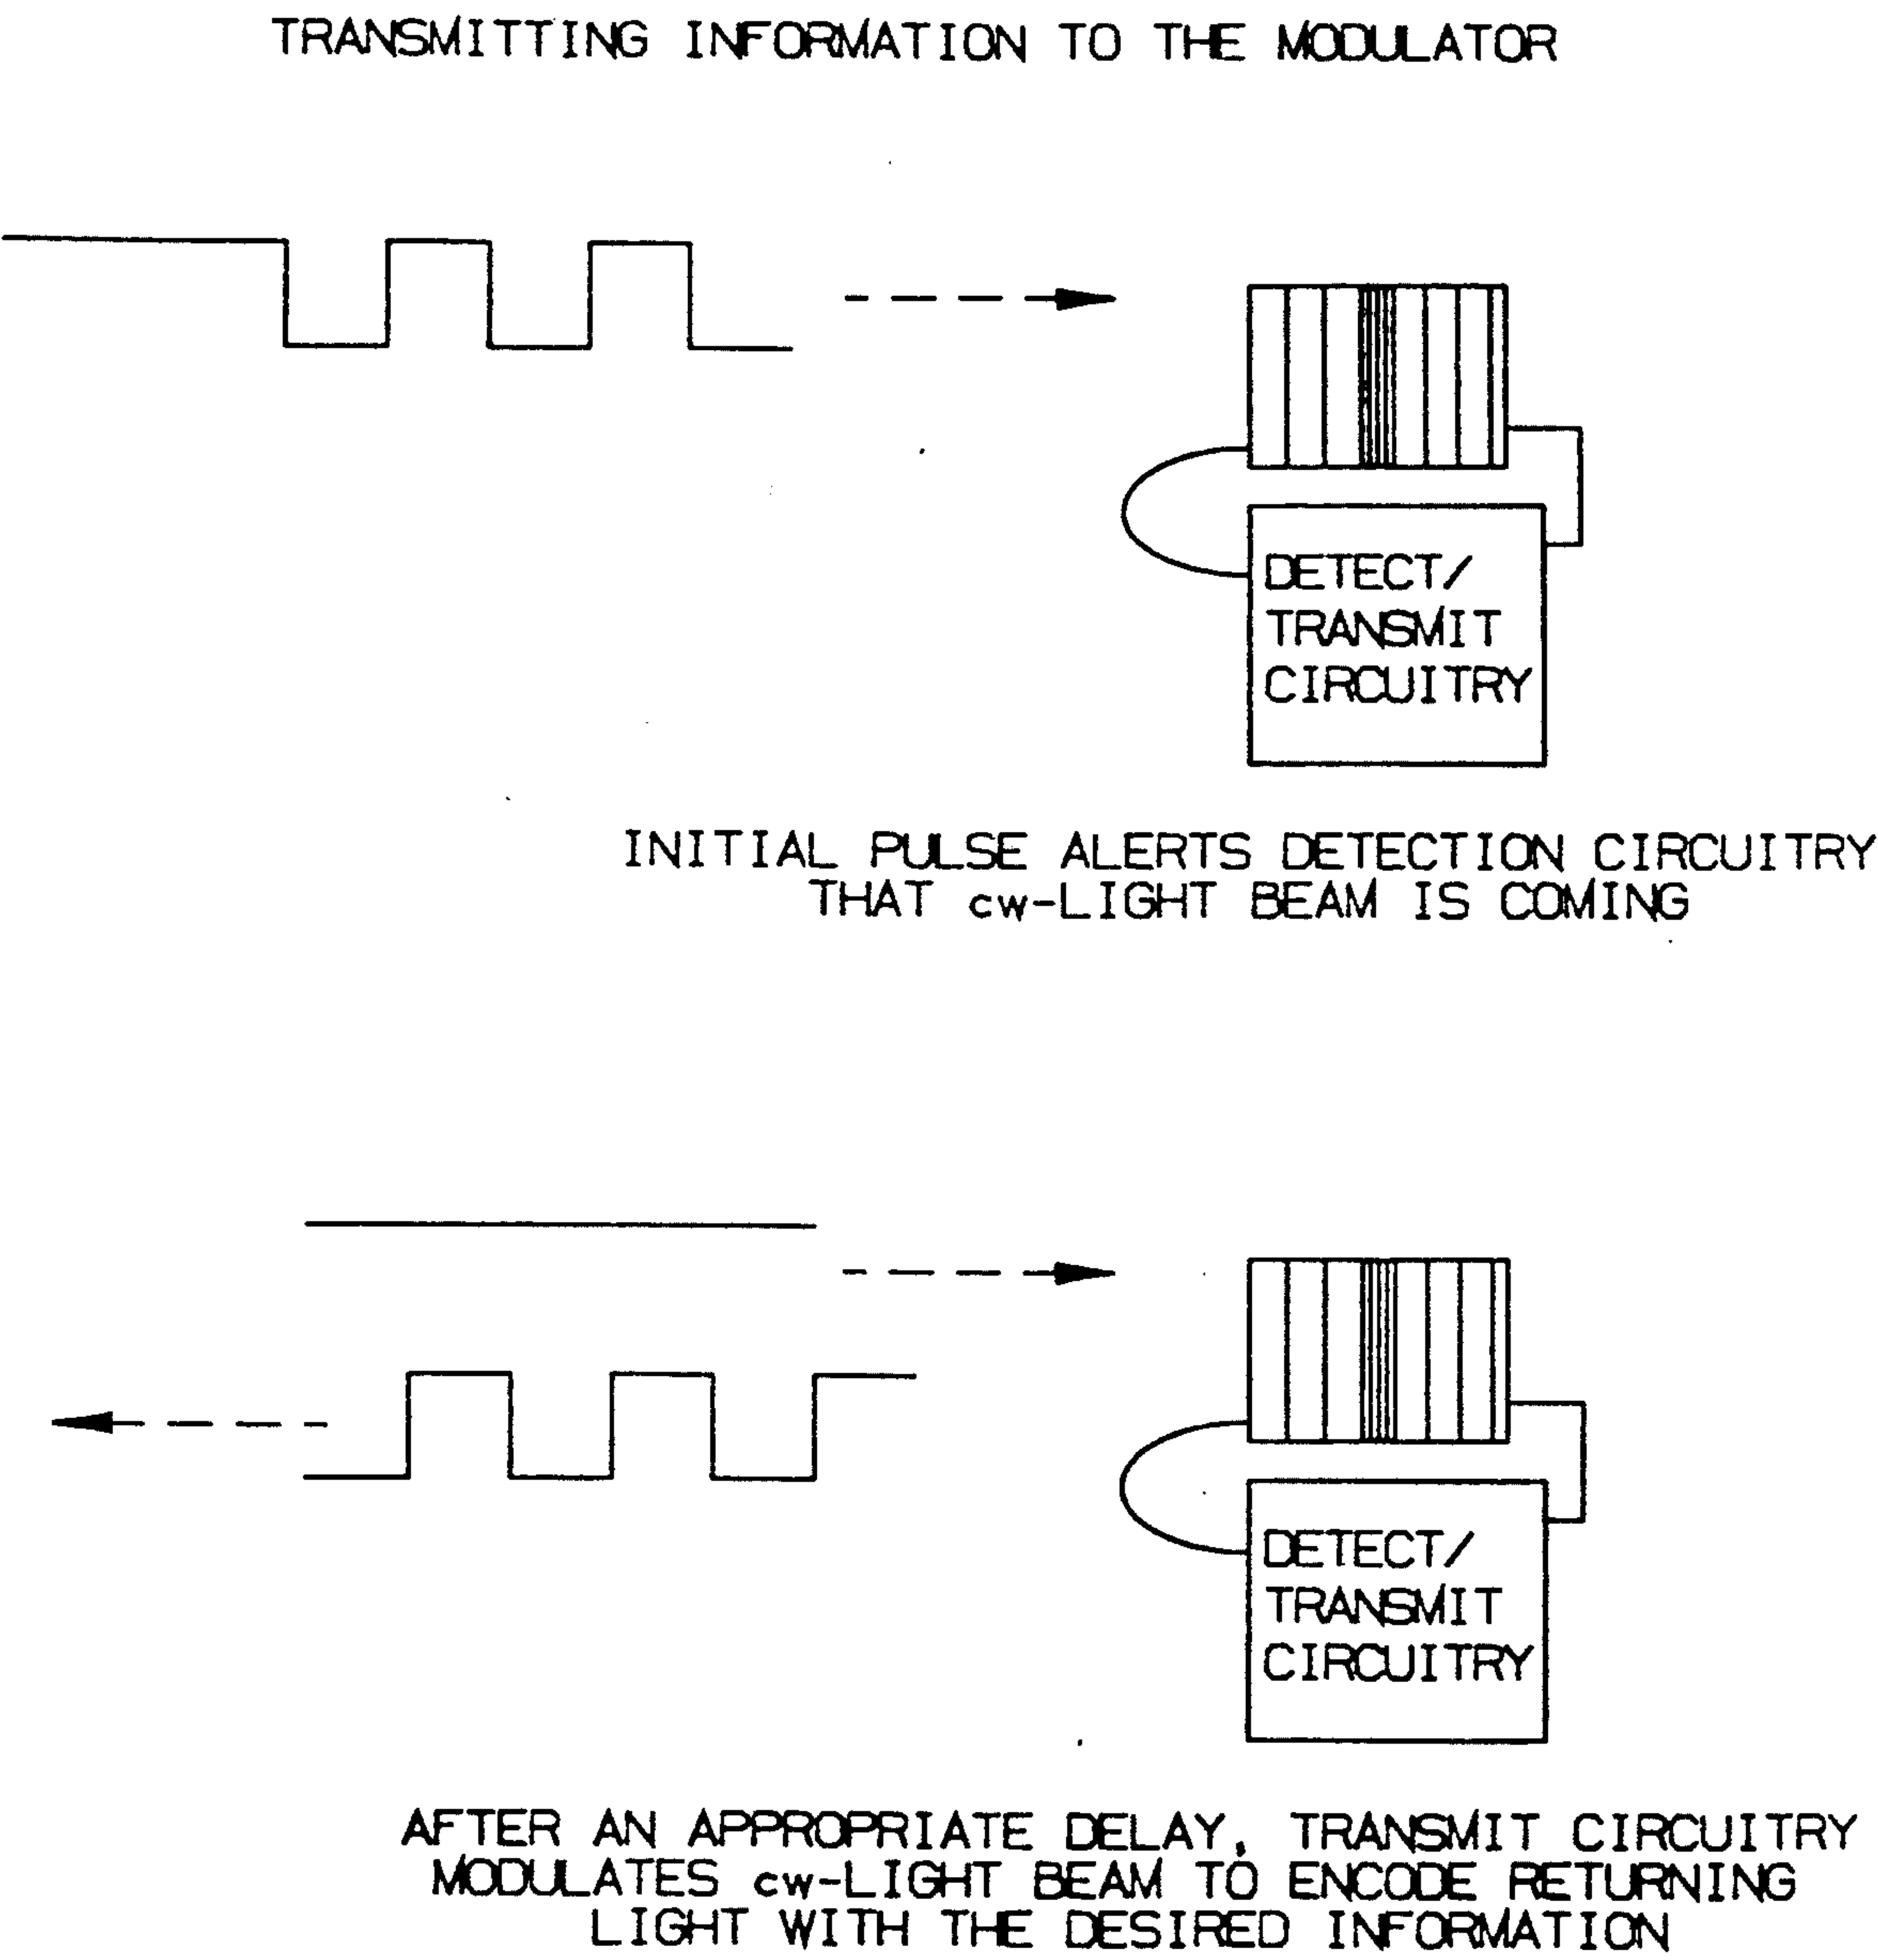 TRANSMITTING INFORMATION TO THE MODULATOR
DETECT/
TRANSMIT
CIRCUITRY
INITIAL PULSE ALERTS DETECTION CIRCUITRY
THAT cw-LIGHT BEAM IS COMING
DETECT/
TRANSMIT
CIRCUITRY
AFTER AN APPROPRIATE DELAY, TRANSMIT CIRCUITRY
MODULATES cw-LIGHT BEAM TO ENCODE RETURNING
LIGHT WITH THE DESIRED INFORMATION